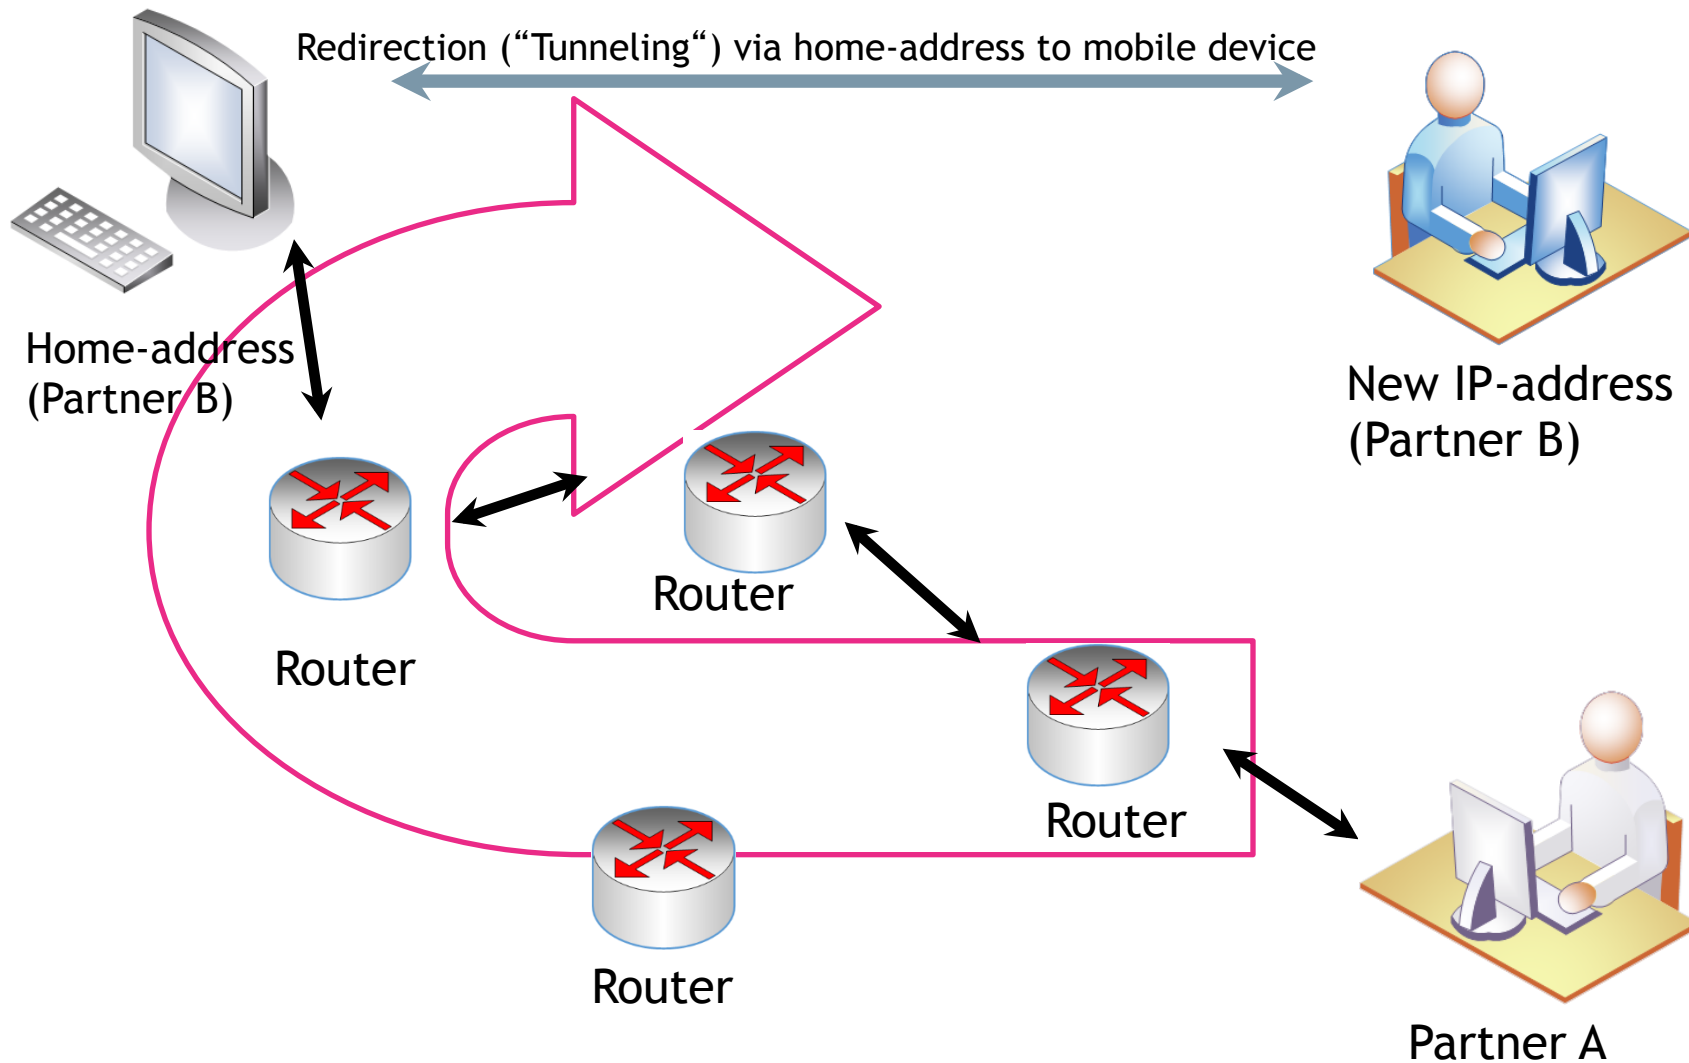 Redirection (“Tunneling“) via home-address to mobile device
Home-address
(Partner B)
New IP-address
(Partner B)
Router
Router
Router
Router
Partner A